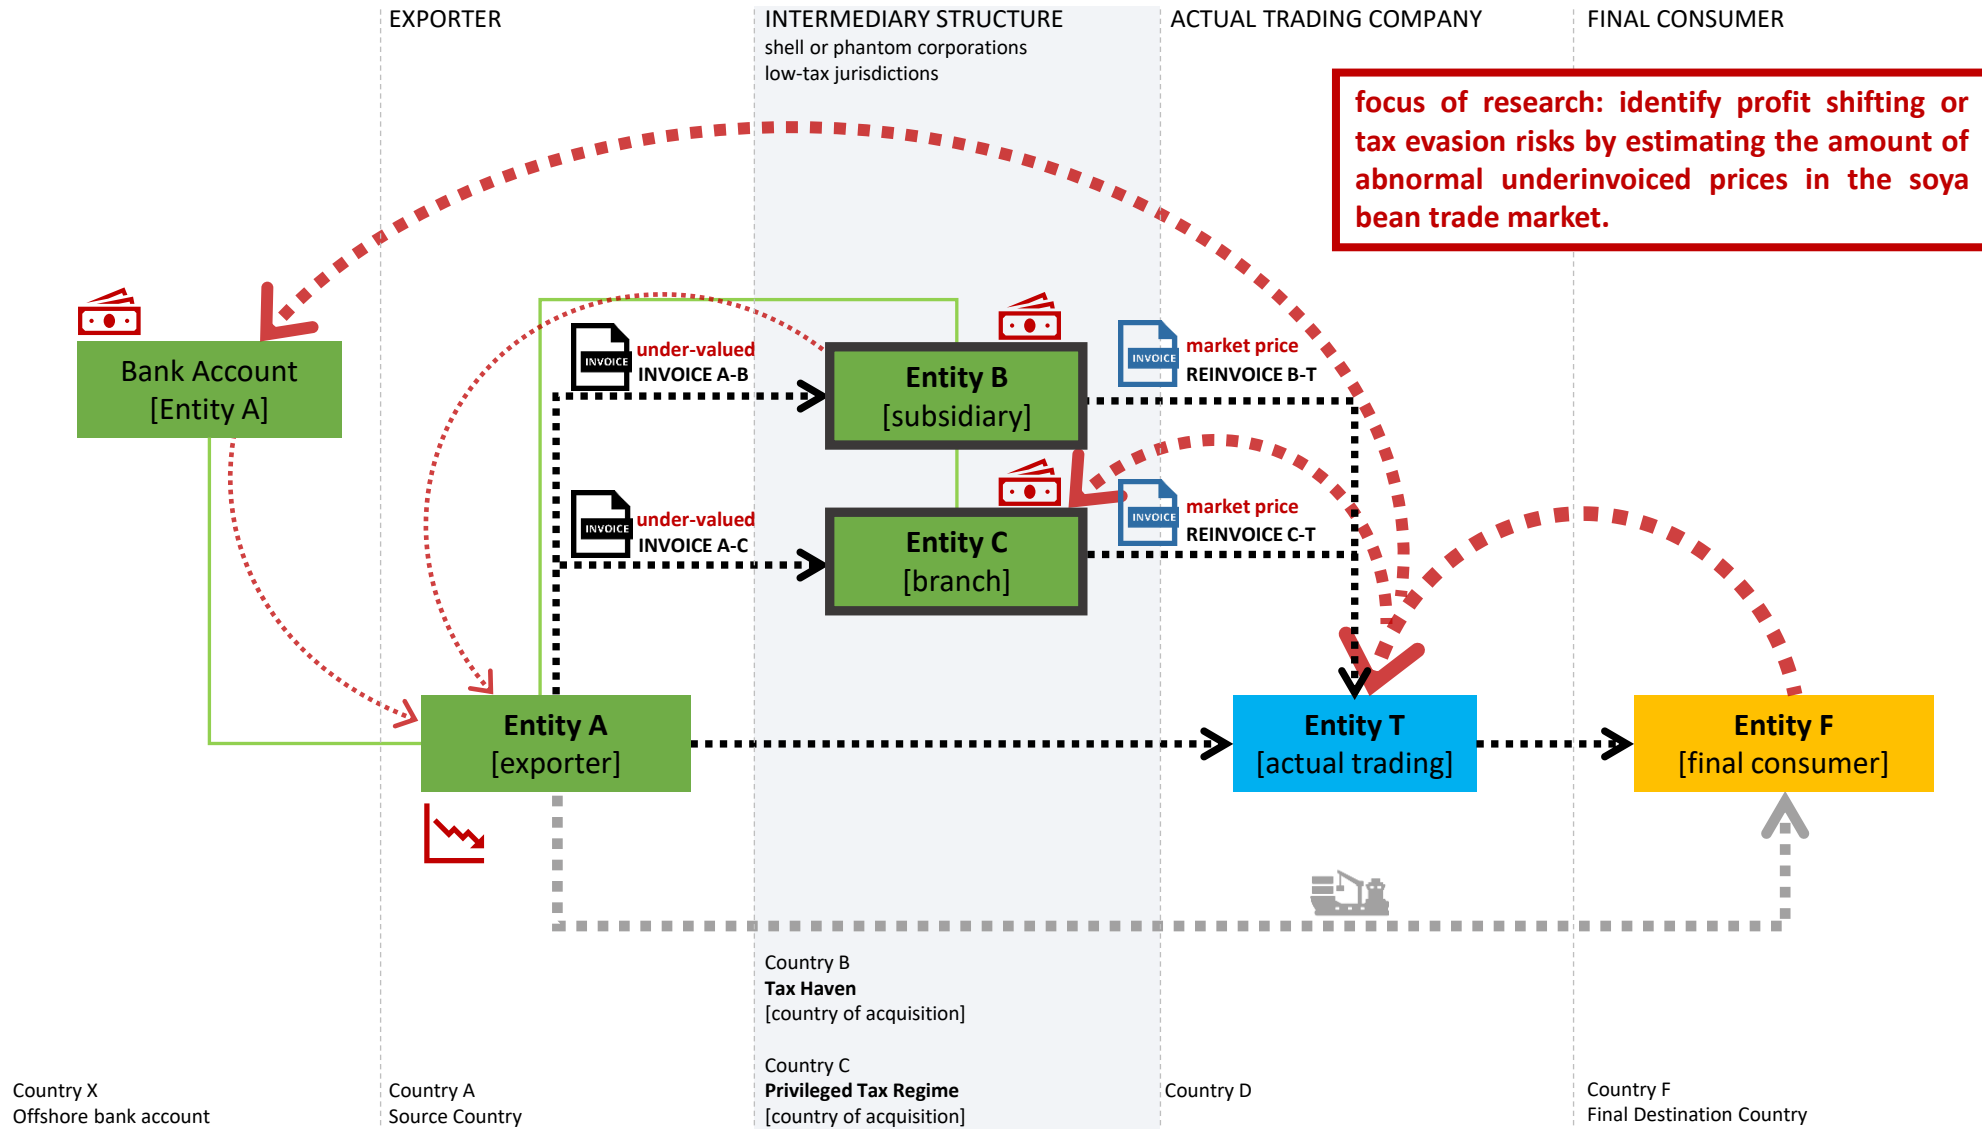 EXPORTER
INTERMEDIARY STRUCTURE
shell or phantom corporations
low-tax jurisdictions
ACTUAL TRADING COMPANY
FINAL CONSUMER
focus of research: identify profit shifting or
tax evasion risks by estimating the amount of
abnormal underinvoiced prices in the soya
bean trade market.
Bank Account
[Entity A]
INVOICE
under-valued
INVOICE A-B
Entity B
[subsidiary]
INVOICE
market price
REINVOICE B-T
INVOICE
under-valued
INVOICE A-C
Entity C
[branch]
INVOICE
market price
REINVOICE C-T
Entity A
[exporter]
Entity T
[actual trading]
Entity F
[final consumer]
Country B
Tax Haven
[country of acquisition]
Country X
Offshore bank account
Country A
Source Country
Country C
Privileged Tax Regime
[country of acquisition]
Country D
Country F
Final Destination Country